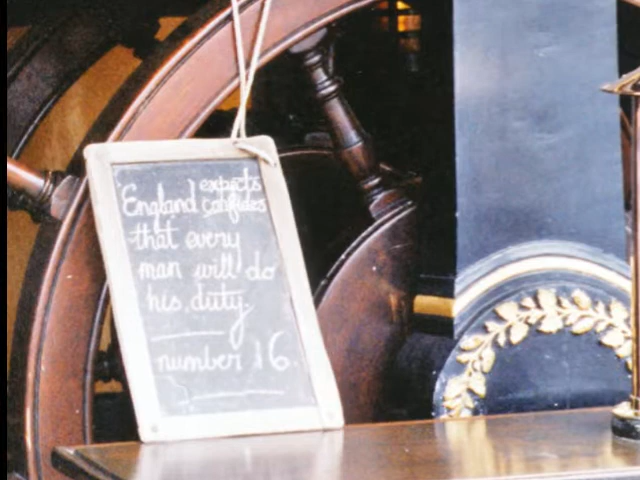 expects
England confides
that every
man will do
his duty.
number 16.